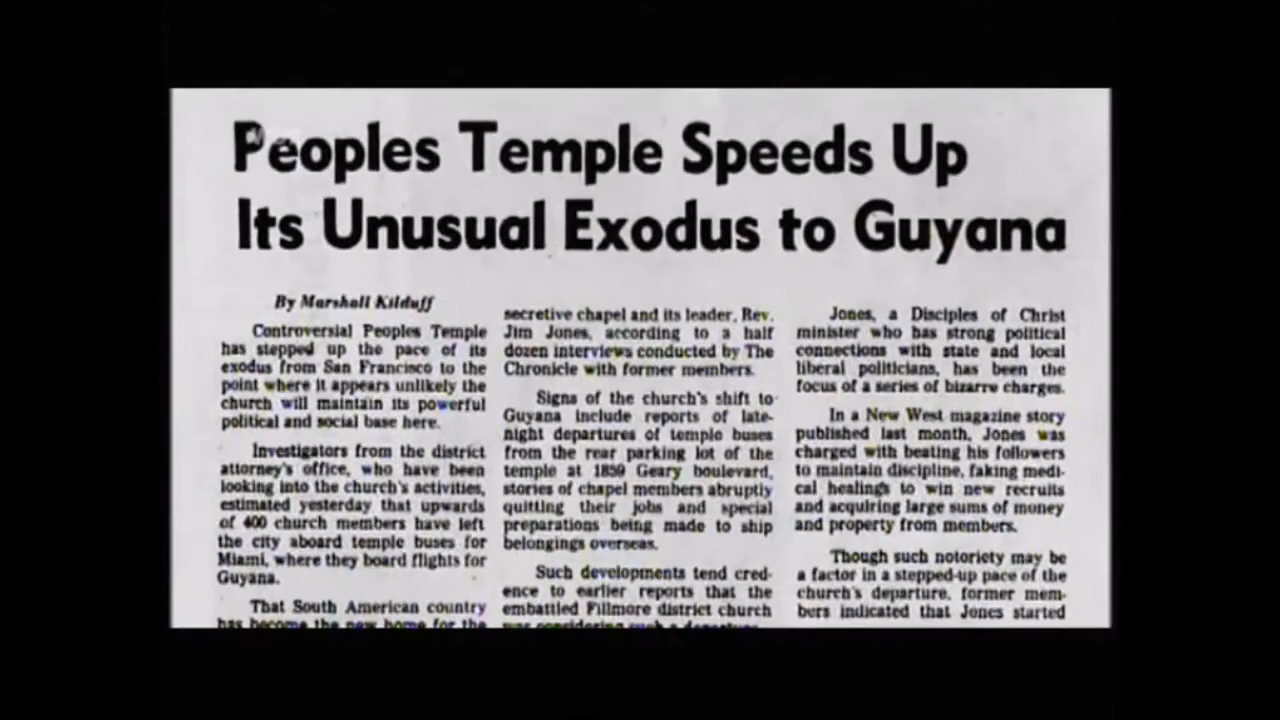 Peoples Temple Speeds Up
Its Unusual Exodus to Guyana
By Marshall Kilduff
Controversial Peoples Temple
has stepped up the pace of its
exodus from San Francisco to the
point where it appears unlikely the
church will maintain its powerful
political and social base here.
Investigators from the district
attorney's office, who have been
looking into the church's activities,
estimated yesterday that upwards
of 400 church members have left
the city aboard temple buses for
Miami, where they board flights for
Guyana.
That South American country
has become the new home for the
secretive chapel and its leader, Rev.
Jim Jones, according to a half
dozen interviews conducted by The
Chronicle with former members.
Signs of the church's shift to
Guyana include reports of late-
night departures of temple buses
from the rear parking lot of the
temple at 1859 Geary boulevard,
stories of chapel members abruptly
quitting their jobs and special
preparations being made to ship
belongings overseas.
Such developments tend cred-
ence to earlier reports that the
embattled Fillmore district church
was considering such a departure.
Jones, a Disciples of Christ
minister who has strong political
connections with state and local
liberal politicians, has been the
focus of a series of bizarre charges.
In a New West magazine story
published last month, Jones was
charged with beating his followers
to maintain discipline, faking medi-
cal healings to win new recruits
and acquiring large sums of money
and property from members.
Though such notoriety may be
a factor in a stepped-up pace of the
church's departure, former mem-
bers indicated that Jones started